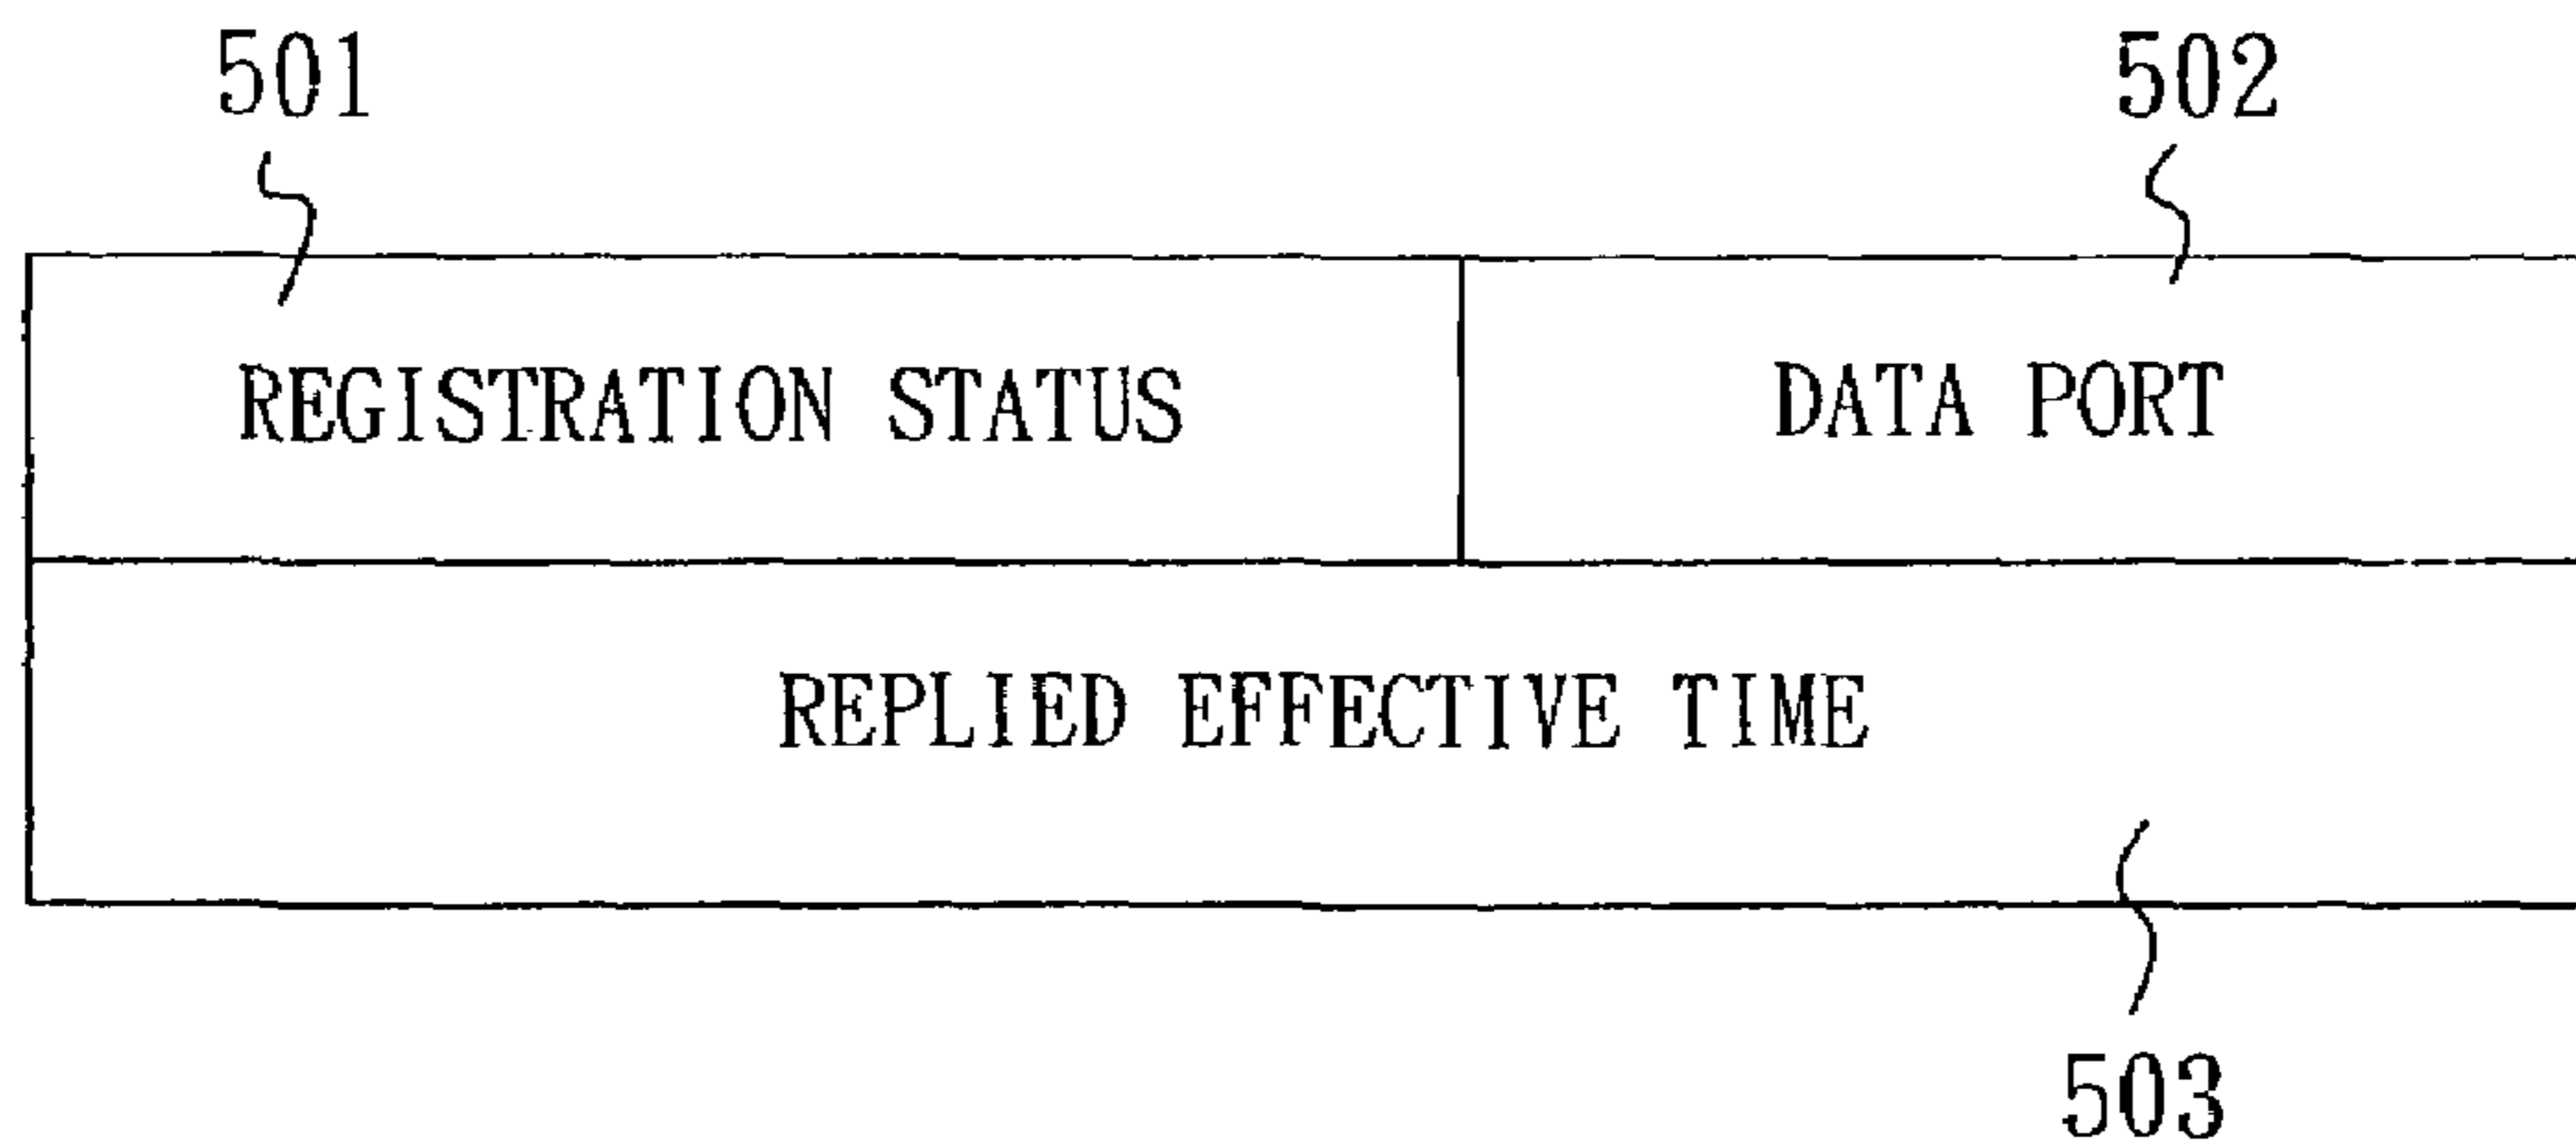 501 502
REGISTRATION STATUS DATA PORT
REPLIED EFFECTIVE TIME
503